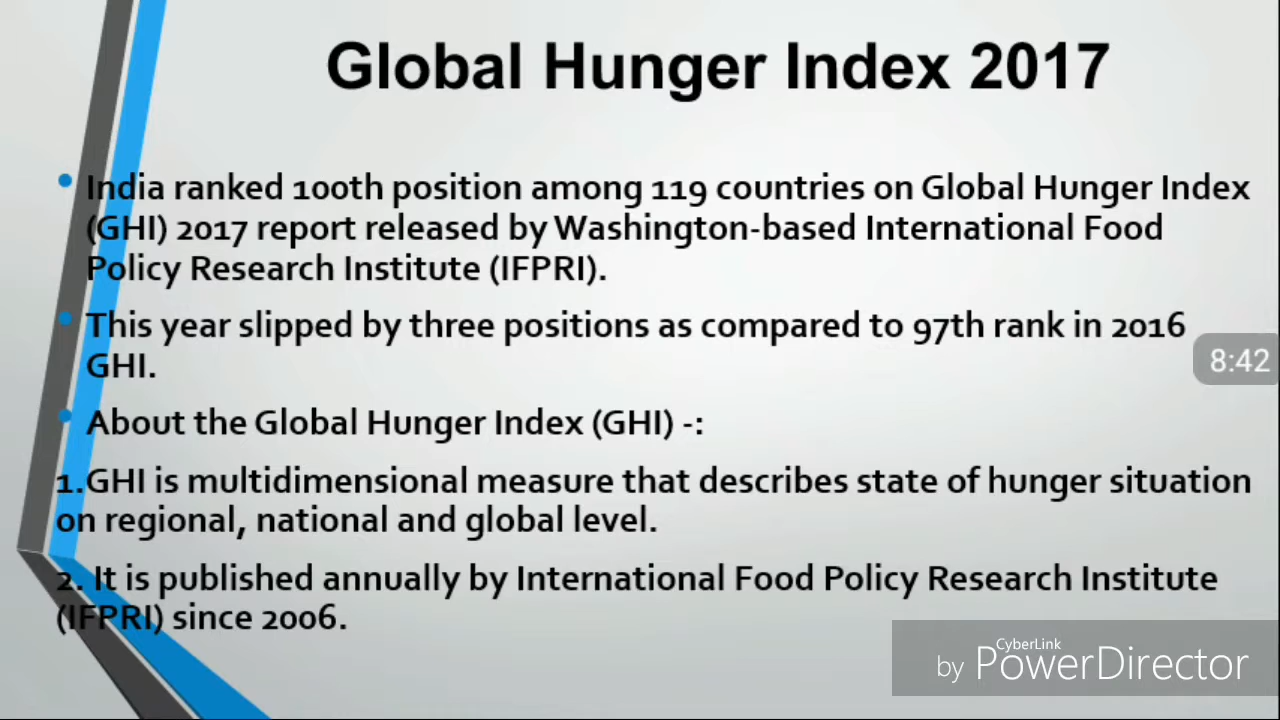 Global Hunger Index 2017
• India ranked 100th position among 119 countries on Global Hunger Index
(GHI) 2017 report released by Washington-based International Food
Policy Research Institute (IFPRI).
• This year slipped by three positions as compared to 97th rank in 2016
GHI.
8:42
• About the Global Hunger Index (GHI) -:
1.GHI is multidimensional measure that describes state of hunger situation
on regional, national and global level.
2. It is published annually by International Food Policy Research Institute
(IFPRI) since 2006.
CyberLink
by PowerDirector